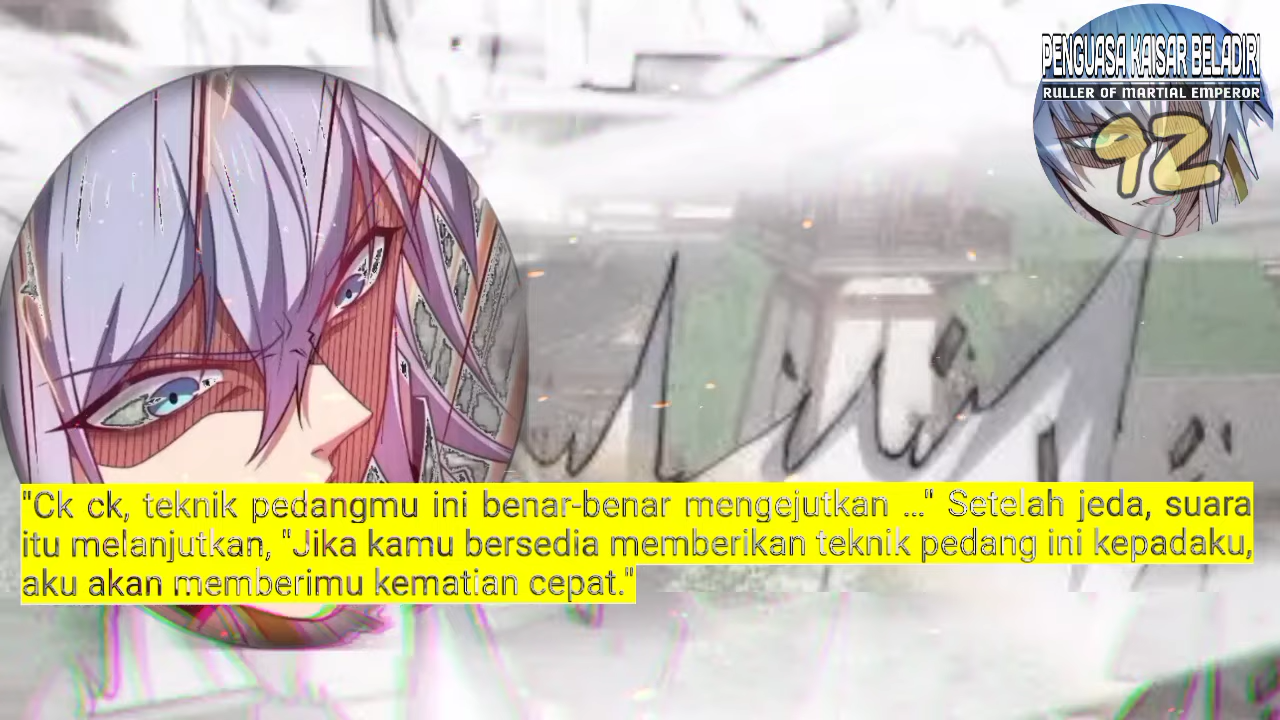 PENGUASA KAISAR BELADIRI
RULLER OF MARTIAL EMPEROR
92
"Ck ck, teknik pedangmu ini benar-benar mengejutkan ..." Setelah jeda, suara
itu melanjutkan, "Jika kamu bersedia memberikan teknik pedang ini kepadaku,
aku akan memberimu kematian cepat."